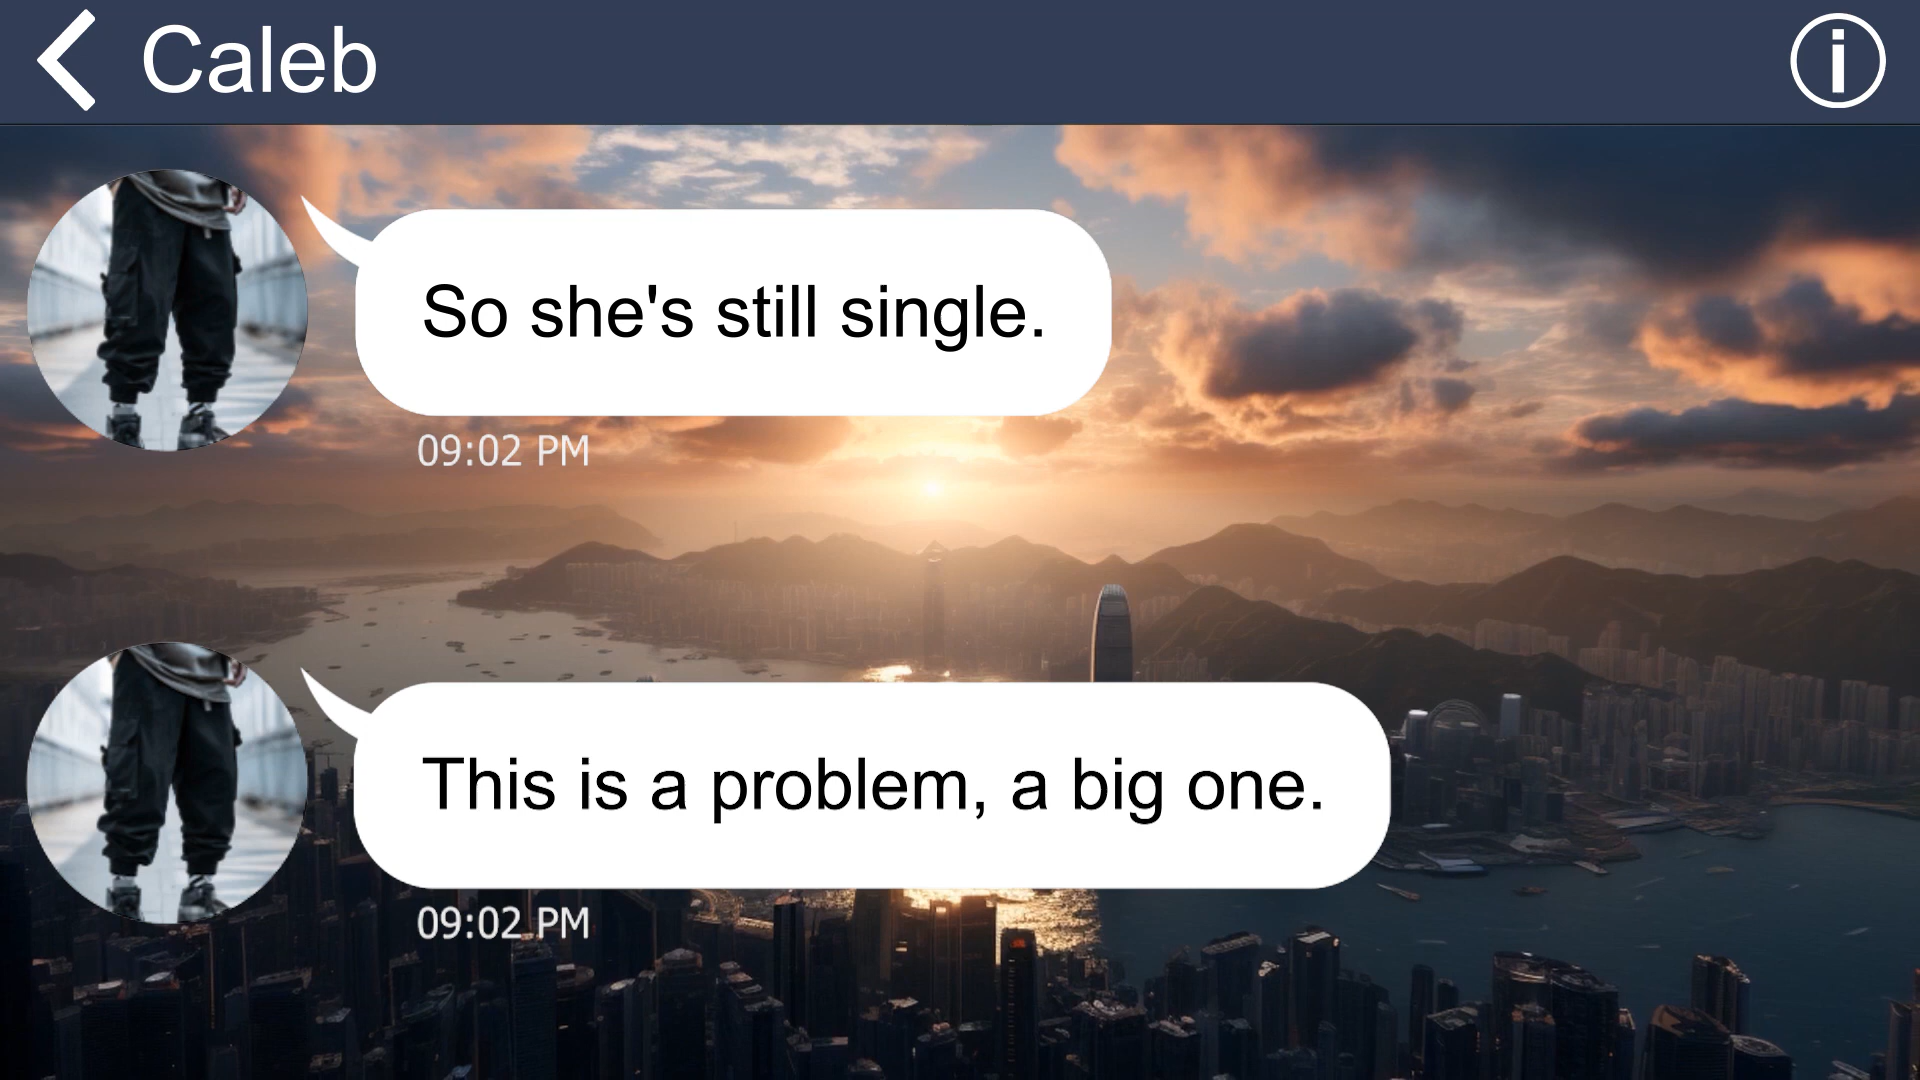 Caleb
So she's still single.
09:02 PM
This is a problem, a big one.
09:02 PM